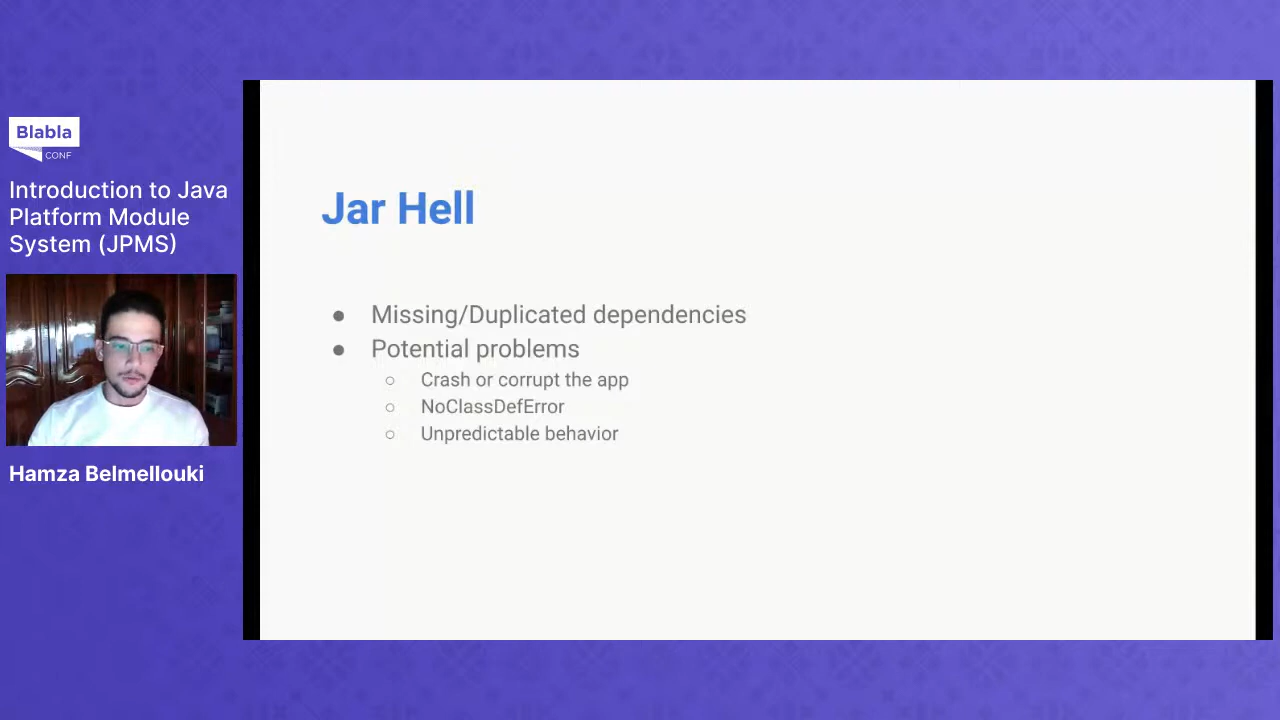 Blabla
CONF
Introduction to Java
Platform Module
System (JPMS)
Hamza Belmellouki
Jar Hell
● Missing/Duplicated dependencies
● Potential problems
○ Crash or corrupt the app
○ NoClassDefError
○ Unpredictable behavior